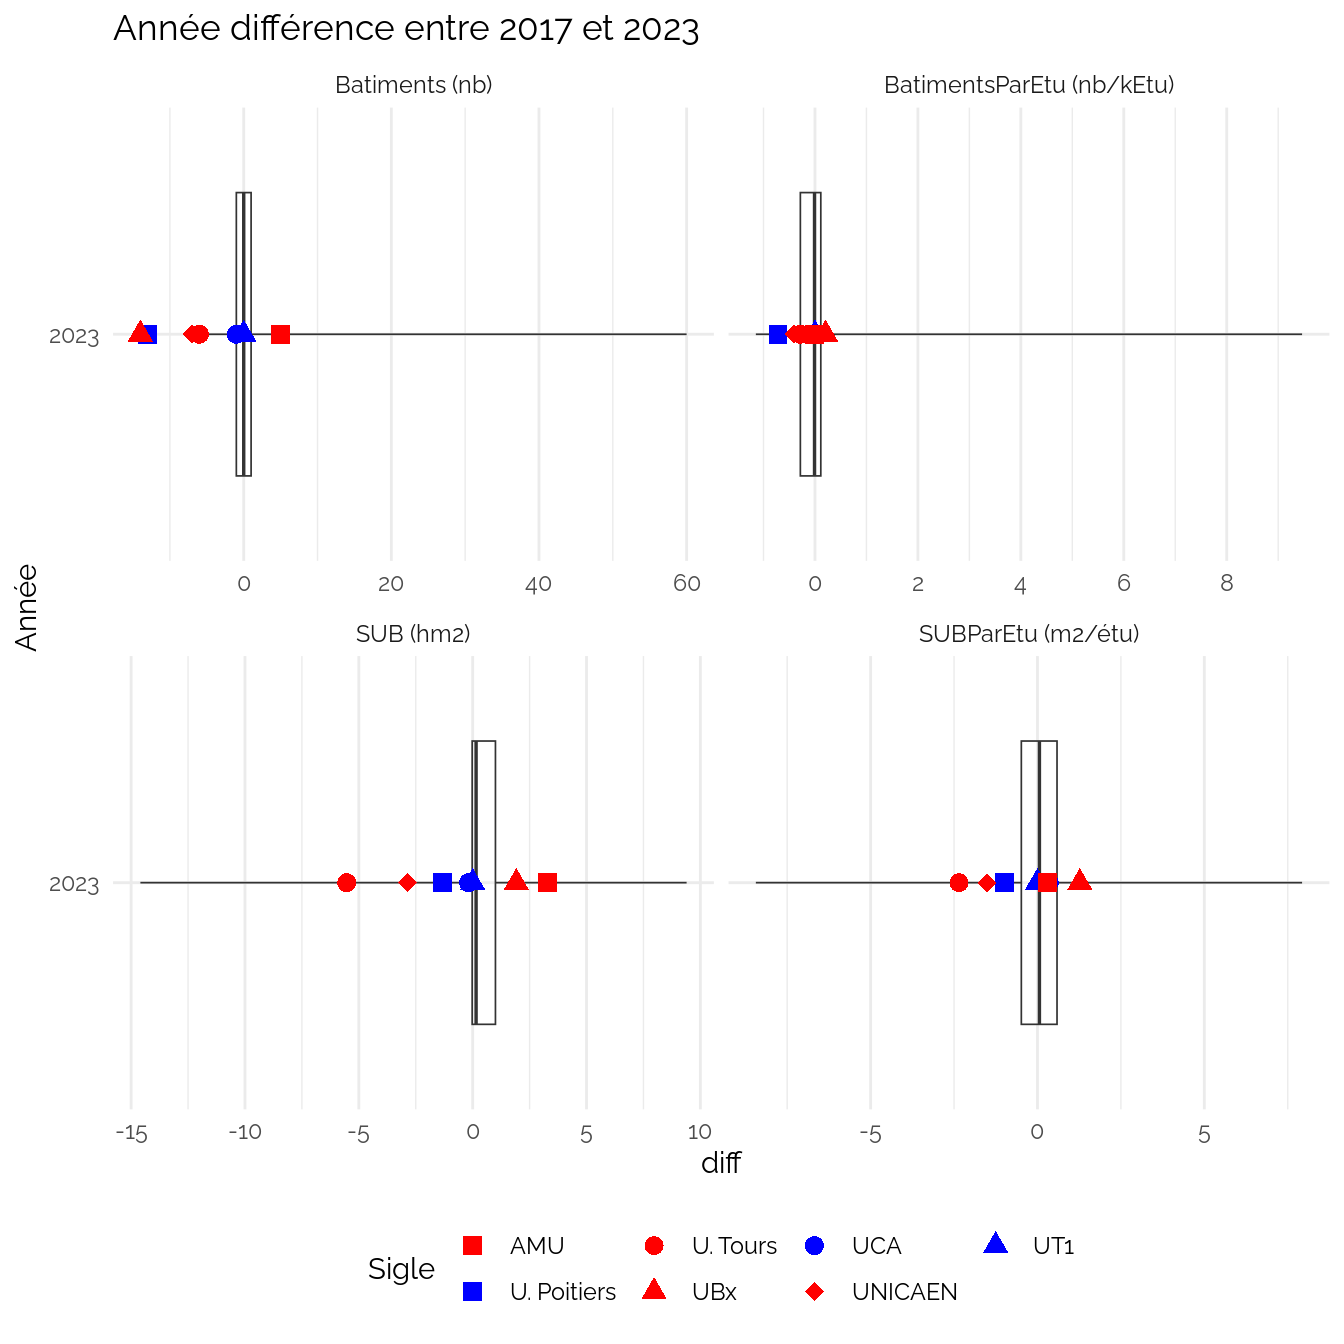 Année différence entre 2017 et 2023
Batiments (nb)
BatimentsParEtu (nb/kEtu)
2023
0 20 40 60
0 2 4 6 8
SUB (hm2)
SUBParEtu (m2/étu)
2023
-15 -10 -5 0 5 10
-5 0 5
Année
diff
Sigle
AMU
U. Tours
UCA
UT1
U. Poitiers
UBx
UNICAEN